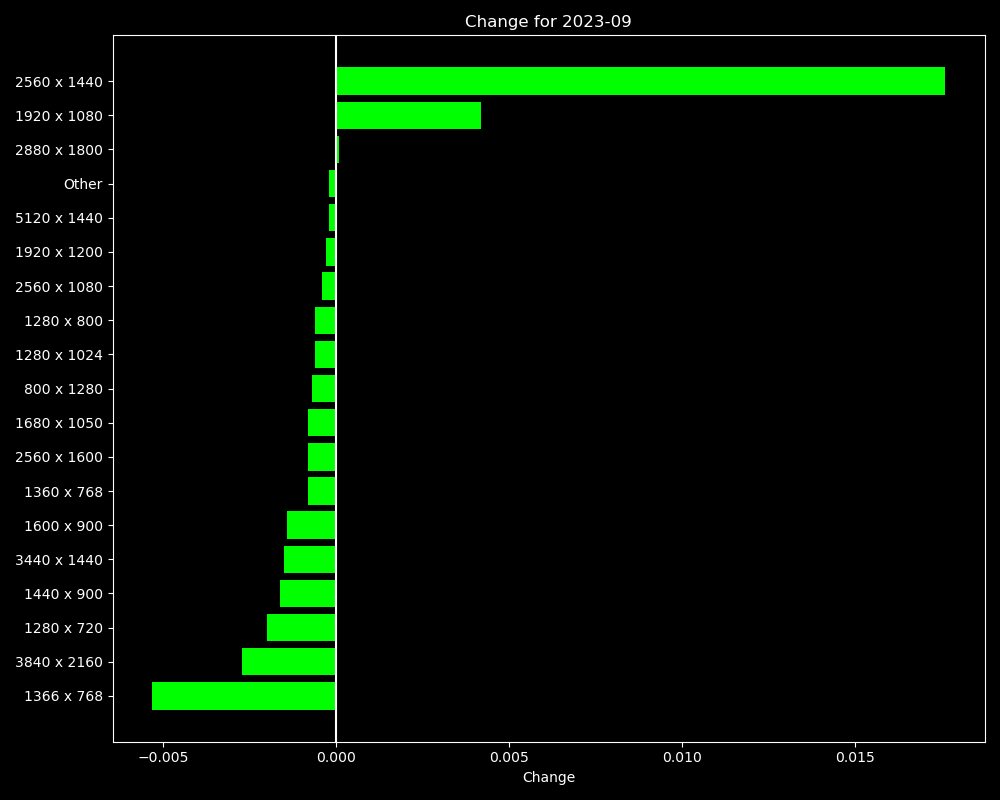 Change for 2023-09
2560 x 1440
1920 x 1080
2880 x 1800
Other
5120 x 1440
1920 x 1200
2560 x 1080
1280 x 800
1280 x 1024
800 x 1280
1680 x 1050
2560 x 1600
1360 x 768
1600 x 900
3440 x 1440
1440 x 900
1280 x 720
3840 x 2160
1366 x 768
−0.005 0.000 0.005 0.010 0.015
Change